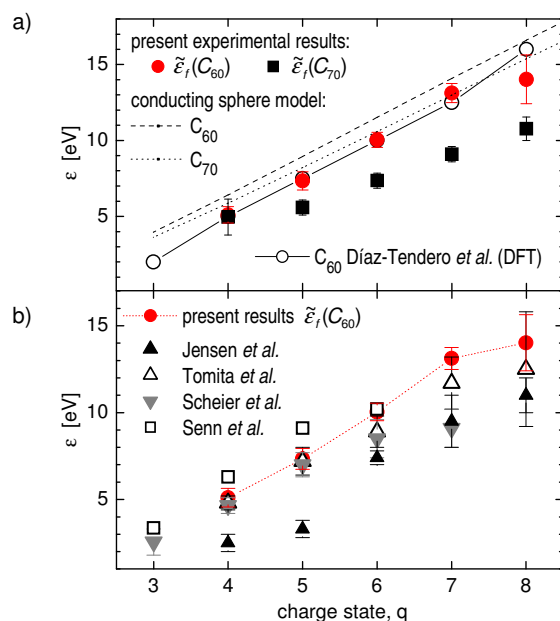 a)
present experimental results:
ε̃f(C60) ε̃f(C70)
conducting sphere model:
C60
C70
C60 Díaz-Tendero et al. (DFT)
15
10
5
ε [eV]
b)
present results ε̃f(C60)
Jensen et al.
Tomita et al.
Scheier et al.
Senn et al.
15
10
5
ε [eV]
3 4 5 6 7 8
charge state, q